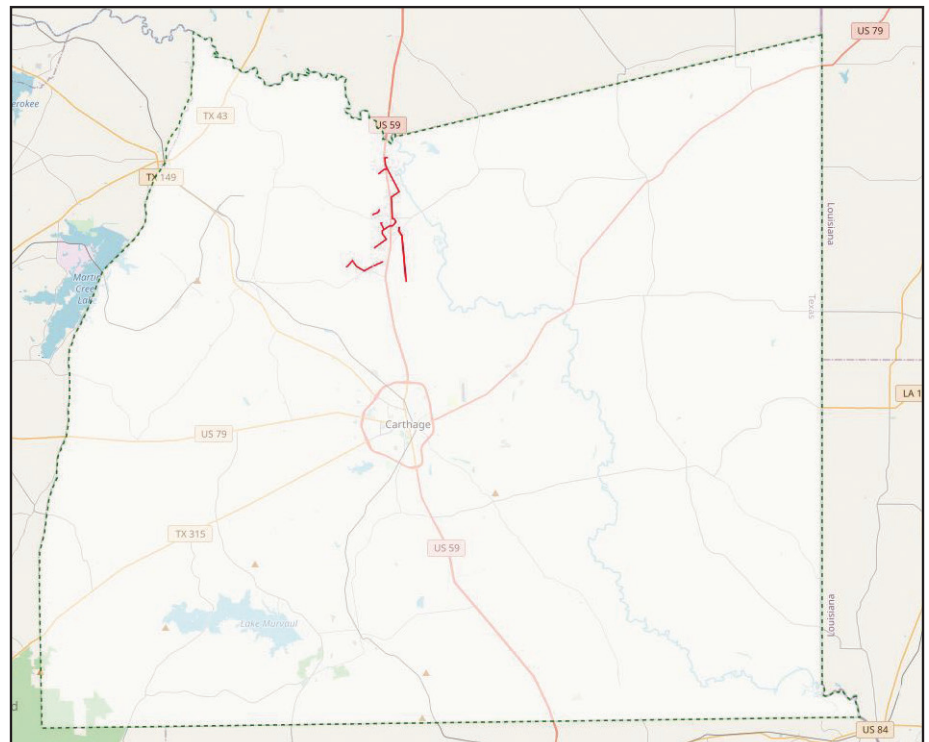 US 79
erokee
TX 43
US 59
TX 149
Louisiana
Martin
Creek
Lake
Texas
LA 1
Carthage
US 79
TX 315
US 59
Louisiana
Lake Murvaul
d
US 84